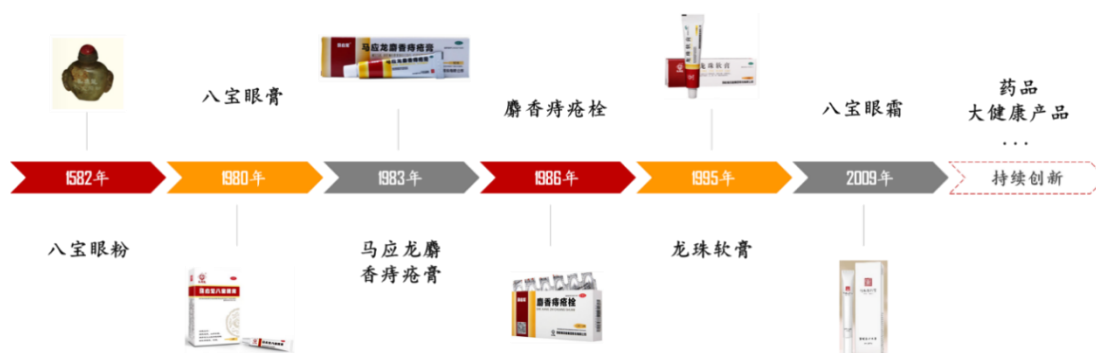 八宝眼膏
麝香痔疮栓
八宝眼霜
药品
大健康产品
...
马应龙麝香痔疮膏
1582年
1980年
1983年
1986年
1995年
2009年
持续创新
八宝眼粉
马应龙麝
香痔疮膏
龙珠软膏
麝香痔疮栓